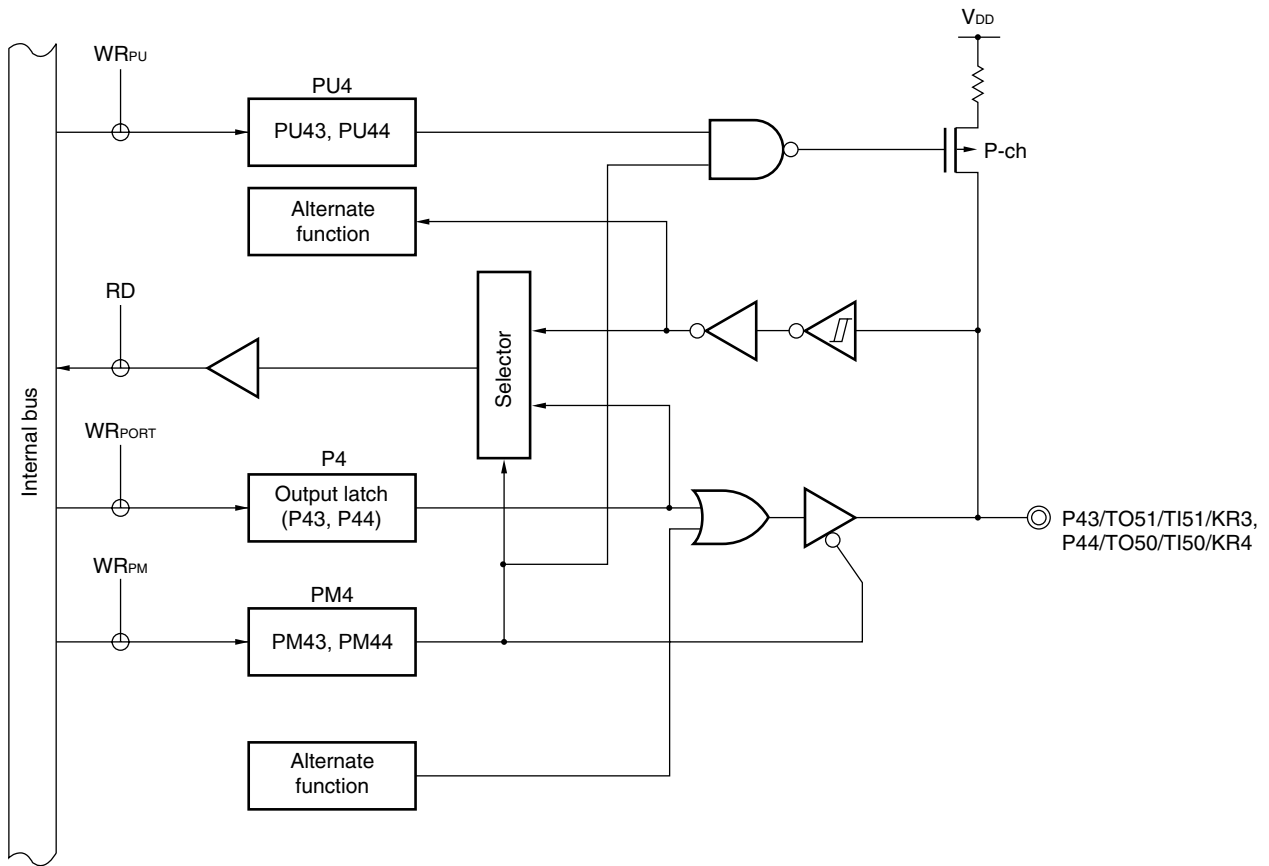 VDD
WRPU
PU4
PU43, PU44
P-ch
Alternate
function
RD
Selector
Internal bus
WRPORT
P4
Output latch
(P43, P44)
P43/TO51/TI51/KR3,
P44/TO50/TI50/KR4
WRPM
PM4
PM43, PM44
Alternate
function